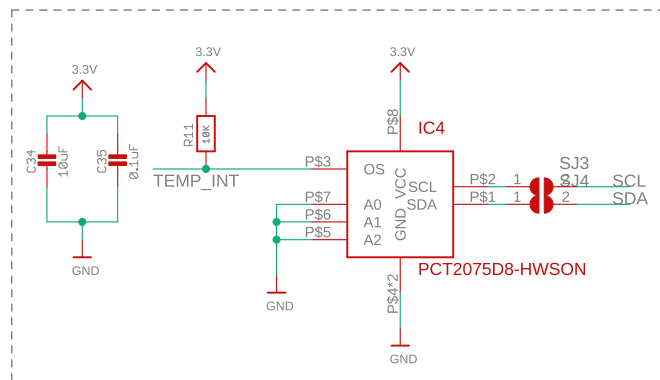 3.3V
3.3V
3.3V
C34
10uF
C35
0.1uF
GND
R11
10K
TEMP_INT
P$8
IC4
P$3
OS
VCC
P$7
A0
P$6
A1
P$5
A2
GND
SCL
SDA
P$2
P$1
1
1
2
2
SJ3
SJ4
SCL
SDA
GND
P$4*2
PCT2075D8-HWSON
GND